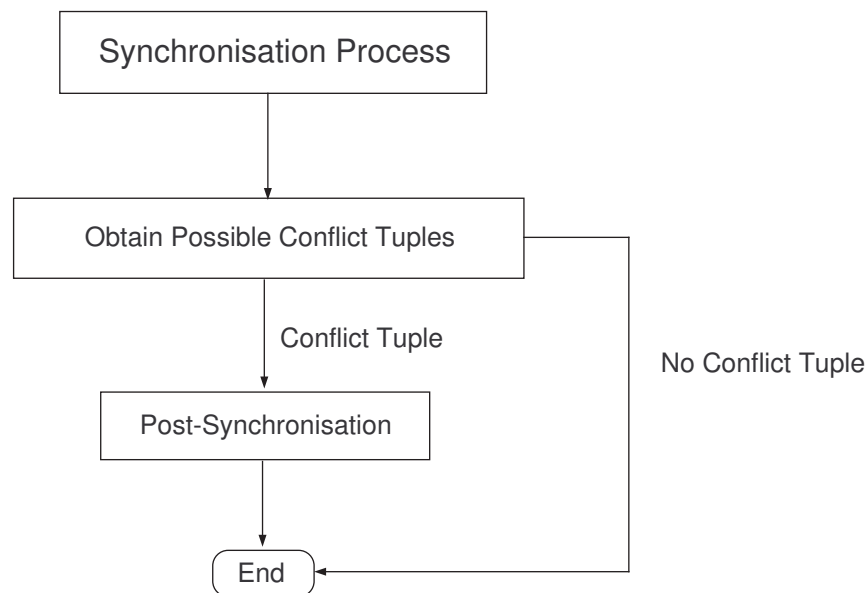 Synchronisation Process
Obtain Possible Conflict Tuples
Conflict Tuple
No Conflict Tuple
Post-Synchronisation
End